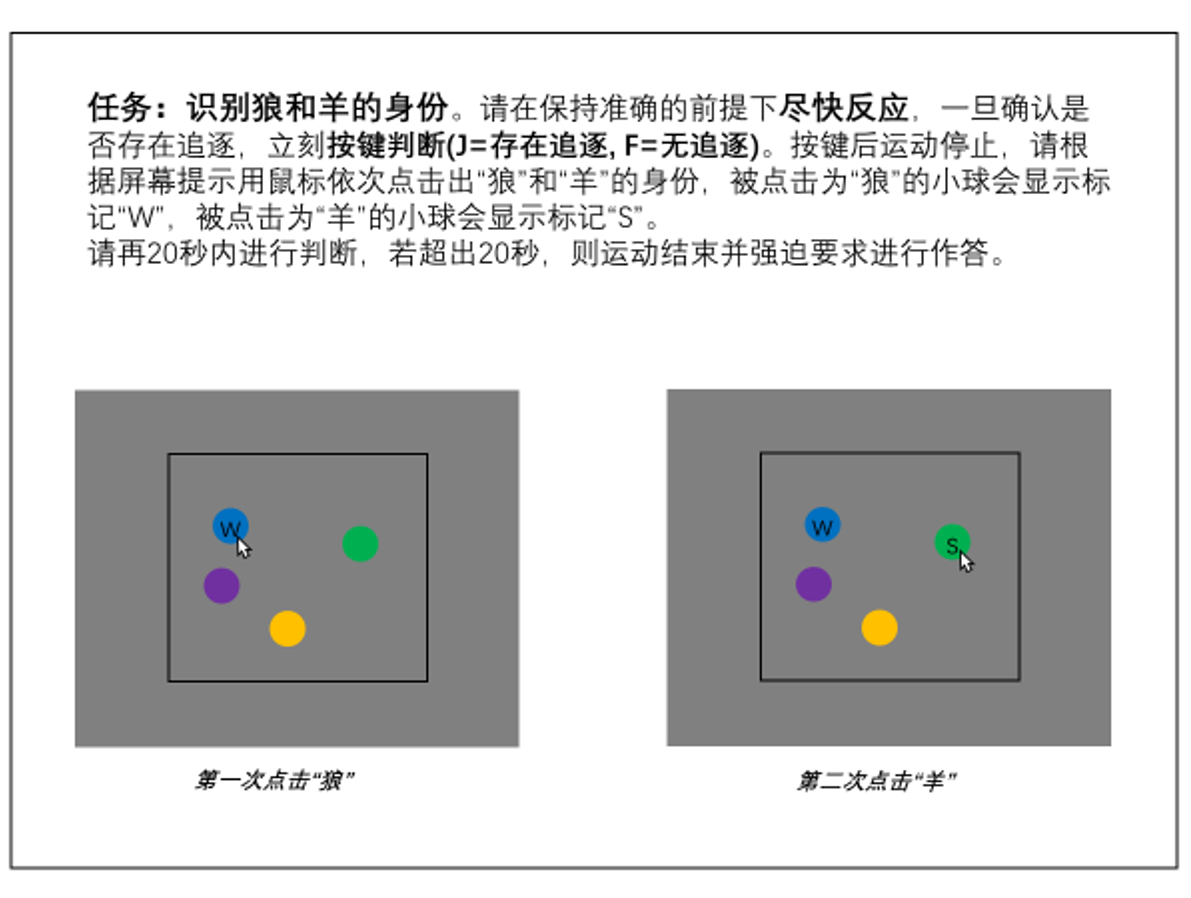 任务：识别狼和羊的身份。请在保持准确的前提下尽快反应，一旦确认是
否存在追逐，立刻按键判断(J=存在追逐, F=无追逐)。按键后运动停止，请根
据屏幕提示用鼠标依次点击出“狼”和“羊”的身份，被点击为“狼”的小球会显示标
记“W”，被点击为“羊”的小球会显示标记“S”。
请再20秒内进行判断，若超出20秒，则运动结束并强迫要求进行作答。
W
W
S
第一次点击“狼”
第二次点击“羊”